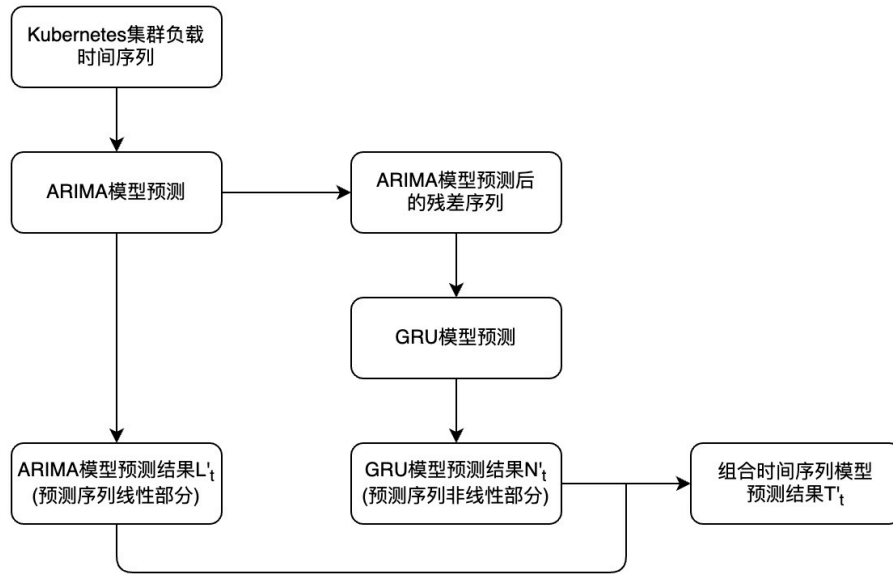 Kubernetes集群负载
时间序列
ARIMA模型预测
ARIMA模型预测后
的残差序列
GRU模型预测
ARIMA模型预测结果L't
(预测序列线性部分)
GRU模型预测结果N't
(预测序列非线性部分)
组合时间序列模型
预测结果T't